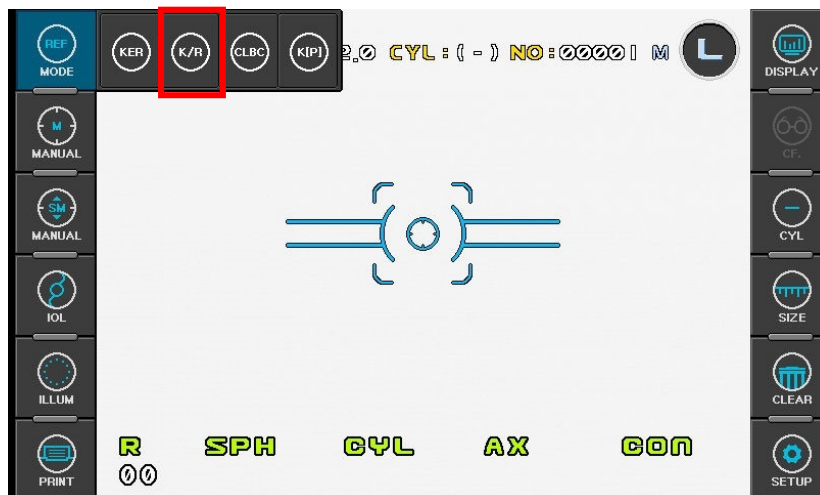 REF
MODE
KER
K/R
CLBC
K[P]
2.0 CYL:(-) NO:00001 M
L
DISPLAY
M
MANUAL
CF.
SM
MANUAL
CYL
IOL
SIZE
ILLUM
CLEAR
PRINT
R SPH CYL AX CON
00
SETUP